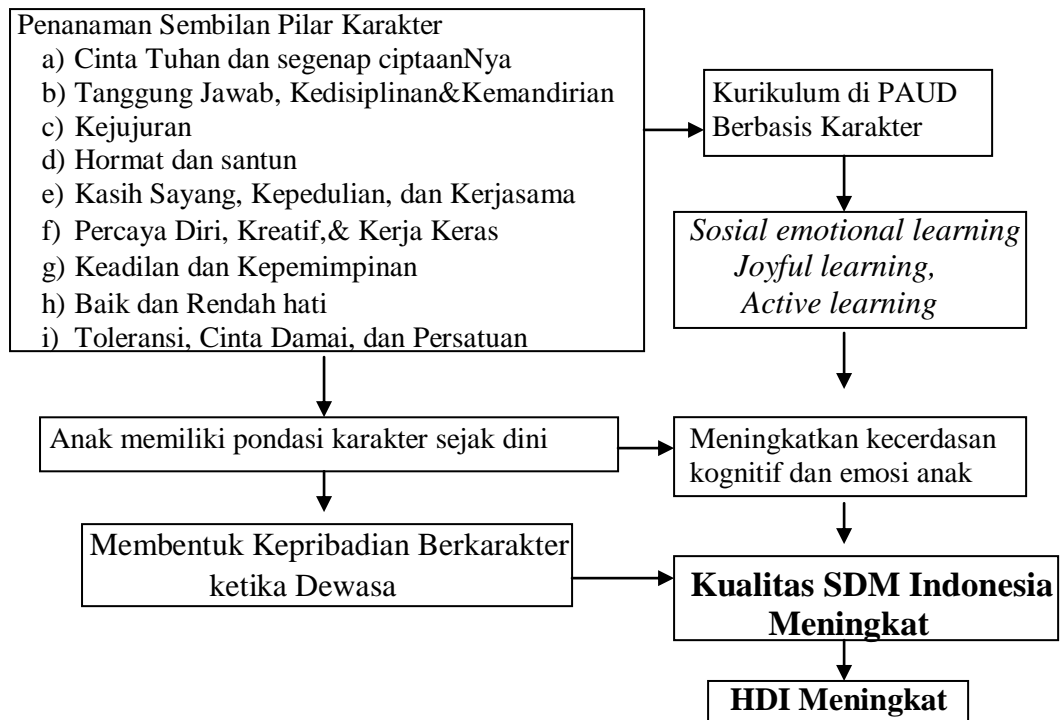 Penanaman Sembilan Pilar Karakter
a) Cinta Tuhan dan segenap ciptaanNya
b) Tanggung Jawab, Kedisiplinan&Kemandirian
c) Kejujuran
d) Hormat dan santun
e) Kasih Sayang, Kepedulian, dan Kerjasama
f) Percaya Diri, Kreatif,& Kerja Keras
g) Keadilan dan Kepemimpinan
h) Baik dan Rendah hati
i) Toleransi, Cinta Damai, dan Persatuan
Kurikulum di PAUD
Berbasis Karakter
Sosial emotional learning
Joyful learning,
Active learning
Anak memiliki pondasi karakter sejak dini
Meningkatkan kecerdasan
kognitif dan emosi anak
Membentuk Kepribadian Berkarakter
ketika Dewasa
Kualitas SDM Indonesia
Meningkat
HDI Meningkat